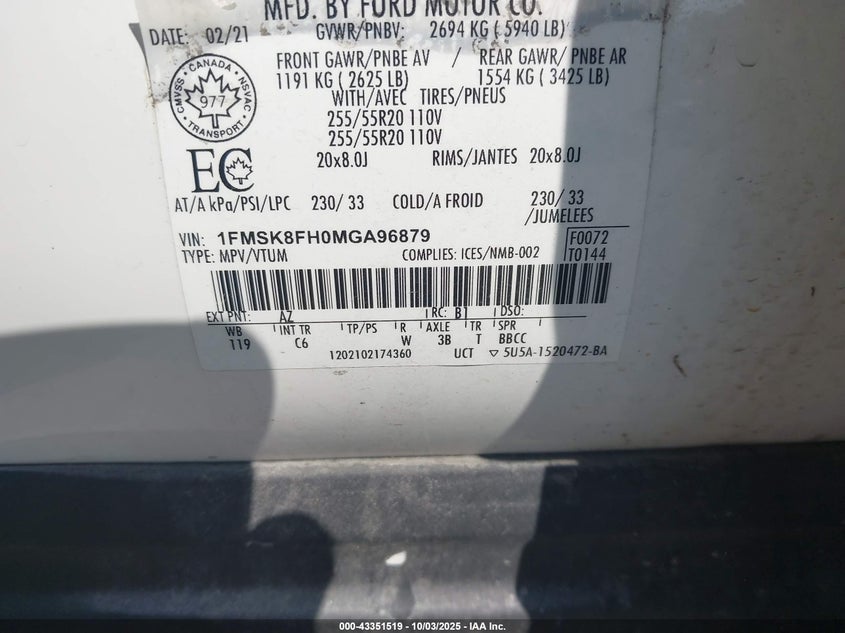 MFD. BY FORD MOTOR CO.
DATE: 02/21 GVWR/PNBV: 2694 KG ( 5940 LB)
FRONT GAWR/PNBE AV / REAR GAWR/ PNBE AR
1191 KG ( 2625 LB) 1554 KG ( 3425 LB)
WITH/AVEC TIRES/PNEUS
255/55R20 110V
255/55R20 110V
20x8.0J RIMS/JANTES 20x8.0J
CANADA
CMVSS NSVAC
977
TRANSPORT
EC
AT/A kPa/PSI/LPC 230/ 33 COLD/A FROID 230/ 33
/JUMELEES
VIN: 1FMSK8FH0MGA96879 F0072
TYPE: MPV/VTUM COMPLIES: ICES/NMB-002 T0144
EXT PNT: AZ RC: B1 DSO:
WB INT TR TP/PS R AXLE TR SPR
119 C6 W 3B T BBCC
1202102174360 UCT ▽ 5U5A-1520472-BA
000-43351519 | 10/03/2025 - IAA Inc.